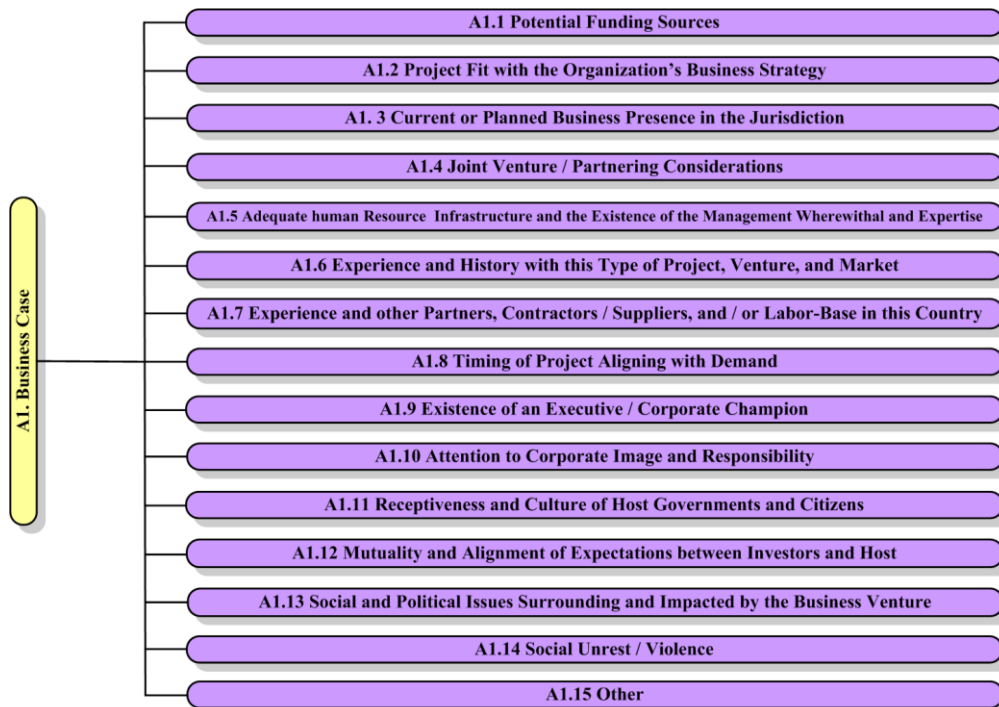 A1.1 Potential Funding Sources
A1.2 Project Fit with the Organization's Business Strategy
A1. 3 Current or Planned Business Presence in the Jurisdiction
A1.4 Joint Venture / Partnering Considerations
A1.5 Adequate human Resource Infrastructure and the Existence of the Management Wherewithal and Expertise
A1.6 Experience and History with this Type of Project, Venture, and Market
A1.7 Experience and other Partners, Contractors / Suppliers, and / or Labor-Base in this Country
A1. Business Case
A1.8 Timing of Project Aligning with Demand
A1.9 Existence of an Executive / Corporate Champion
A1.10 Attention to Corporate Image and Responsibility
A1.11 Receptiveness and Culture of Host Governments and Citizens
A1.12 Mutuality and Alignment of Expectations between Investors and Host
A1.13 Social and Political Issues Surrounding and Impacted by the Business Venture
A1.14 Social Unrest / Violence
A1.15 Other